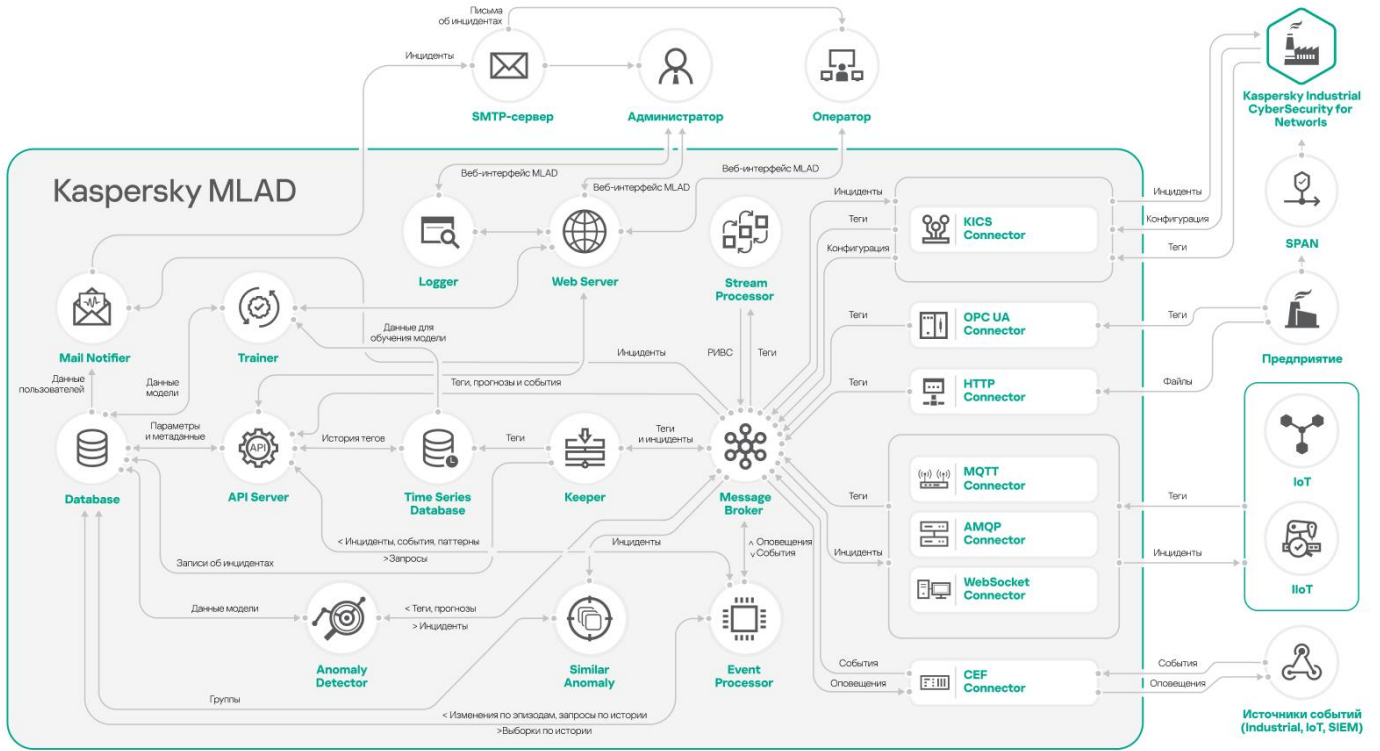 Письма
об инцидентах
Инциденты
SMTP-сервер
Администратор
Оператор
Kaspersky Industrial
CyberSecurity for
Networls
Kaspersky MLAD
Веб-интерфейс MLAD
Веб-интерфейс MLAD
Веб-интерфейс MLAD
Инциденты
Теги
Конфигурация
KICS
Connector
Инциденты
Конфигурация
Теги
SPAN
Logger
Web Server
Stream
Processor
Mail Notifier
Trainer
Данные для
обучения модели
OPC UA
Connector
Теги
Теги
Предприятие
Инциденты
РИВС
Теги
Данные
пользователей
Данные
модели
Теги, прогнозы и события
HTTP
Connector
Теги
Файлы
Параметры
и метаданные
История тегов
Теги
Теги
и инциденты
API
Database
API Server
Time Series
Database
Keeper
Message
Broker
MQTT
Connector
AMQP
Connector
WebSocket
Connector
Теги
Инциденты
Теги
Инциденты
IoT
IIoT
< Инциденты, события, паттерны
>Запросы
Инциденты
^ Оповещения
v События
Записи об инцидентах
Данные модели
< Теги, прогнозы
> Инциденты
Anomaly
Detector
Similar
Anomaly
Event
Processor
События
Оповещения
CEF
Connector
События
Оповещения
Источники событий
(Industrial, IoT, SIEM)
Группы
< Изменения по эпизодам, запросы по истории
>Выборки по истории